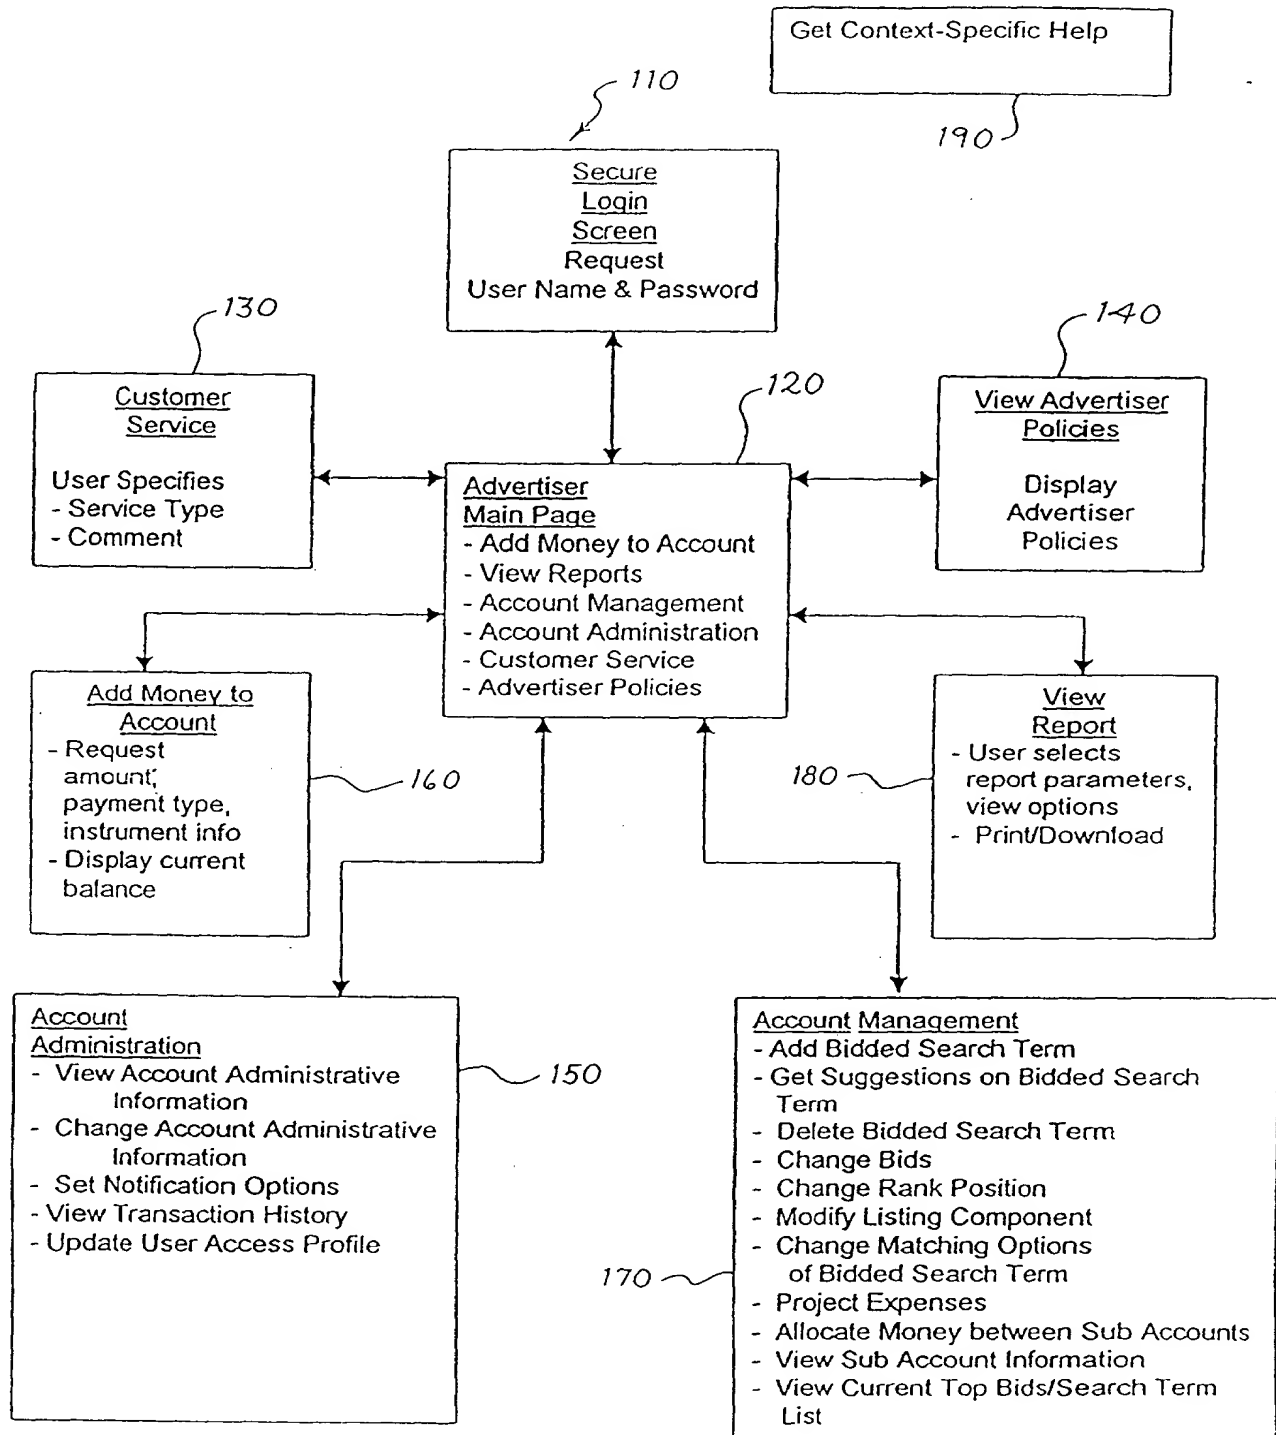 Get Context-Specific Help
190
110
Secure
Login
Screen
Request
User Name & Password
130
Customer
Service
User Specifies
- Service Type
- Comment
120
Advertiser
Main Page
- Add Money to Account
- View Reports
- Account Management
- Account Administration
- Customer Service
- Advertiser Policies
140
View Advertiser
Policies
Display
Advertiser
Policies
Add Money to
Account
- Request
amount,
payment type,
instrument info
- Display current
balance
160
180
View
Report
- User selects
report parameters,
view options
- Print/Download
Account
Administration
- View Account Administrative
Information
- Change Account Administrative
Information
- Set Notification Options
- View Transaction History
- Update User Access Profile
150
170
Account Management
- Add Bidded Search Term
- Get Suggestions on Bidded Search
Term
- Delete Bidded Search Term
- Change Bids
- Change Rank Position
- Modify Listing Component
- Change Matching Options
of Bidded Search Term
- Project Expenses
- Allocate Money between Sub Accounts
- View Sub Account Information
- View Current Top Bids/Search Term
List